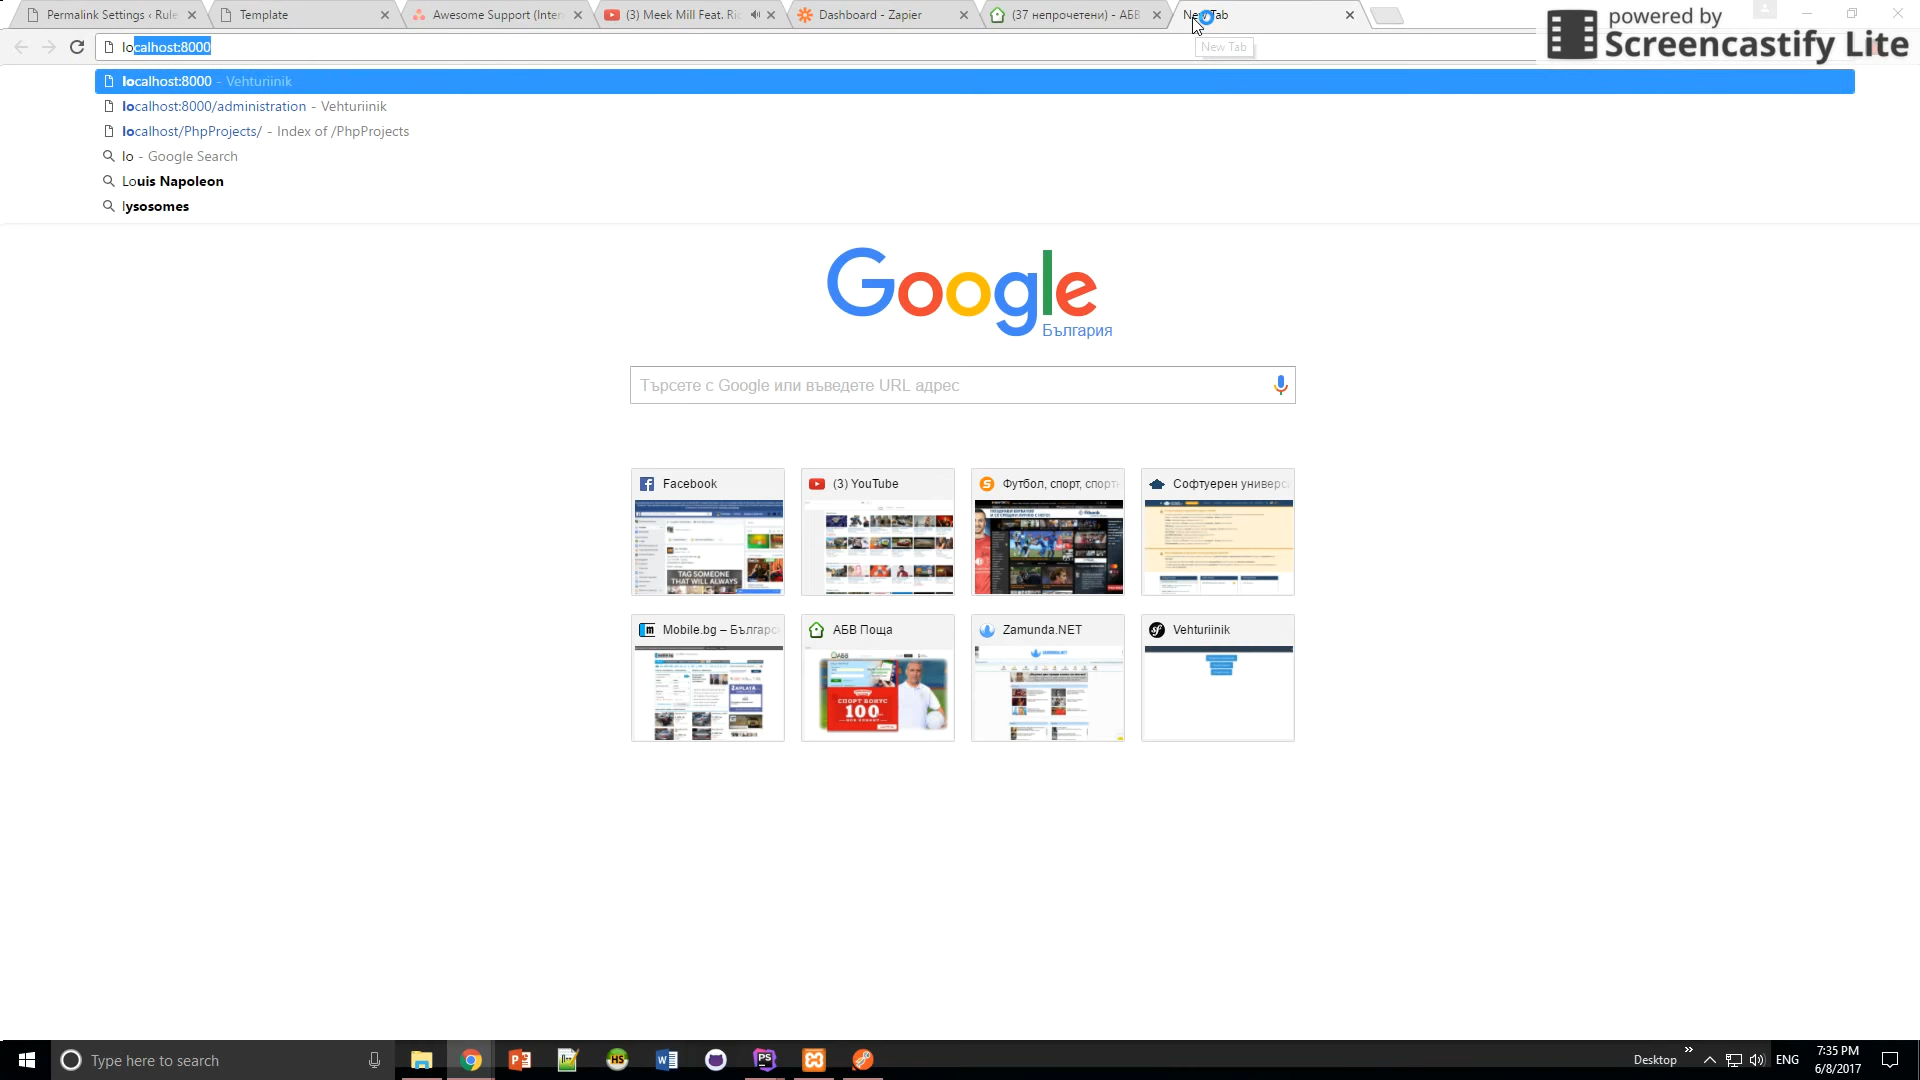 Permalink Settings ‹ Rule
Template
Awesome Support (Inter
(3) Meek Mill Feat. Ric
Dashboard - Zapier
(37 непрочетени) - АБВ
New Tab
powered by
Screencastify Lite
localhost:8000
New Tab
localhost:8000 - Vehturiinik
localhost:8000/administration - Vehturiinik
localhost/PhpProjects/ - Index of /PhpProjects
lo - Google Search
Louis Napoleon
lysosomes
Google
България
Търсете с Google или въведете URL адрес
Facebook
(3) YouTube
Футбол, спорт, спорт
Софтуерен универс
TAG SOMEONE
THAT WILL ALWAYS
Mobile.bg – Българс
АБВ Поща
Zamunda.NET
Vehturiinik
СПОРТ БОНУС
100
Type here to search
Desktop
ENG
7:35 PM
6/8/2017